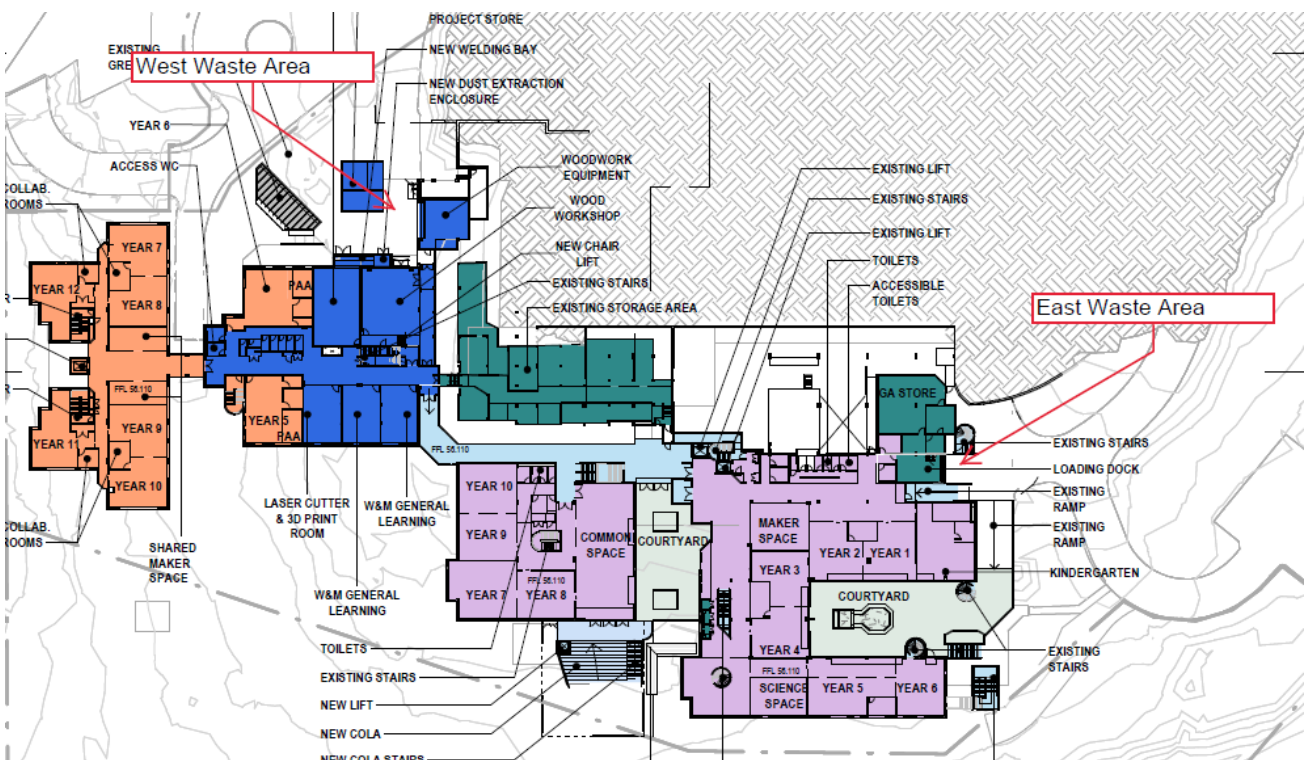 PROJECT STORE
EXISTING
GRE
West Waste Area
NEW WELDING BAY
NEW DUST EXTRACTION
ENCLOSURE
YEAR 6
ACCESS WC
COLLAB.
ROOMS
WOODWORK
EQUIPMENT
WOOD
WORKSHOP
NEW CHAIR
LIFT
EXISTING STAIRS
EXISTING STORAGE AREA
EXISTING LIFT
EXISTING STAIRS
EXISTING LIFT
TOILETS
ACCESSIBLE
TOILETS
East Waste Area
YEAR 7
YEAR 12
YEAR 8
PAA
FFL 56.110
YEAR 9
YEAR 11
YEAR 10
YEAR 5
PAA
GA STORE
FFL 56.110
EXISTING STAIRS
LOADING DOCK
EXISTING
RAMP
EXISTING
RAMP
KINDERGARTEN
COLLAB.
ROOMS
SHARED
MAKER
SPACE
LASER CUTTER
& 3D PRINT
ROOM
W&M GENERAL
LEARNING
W&M GENERAL
LEARNING
YEAR 10
YEAR 9
YEAR 7
FFL 56.110
YEAR 8
COMMON
SPACE
COURTYARD
MAKER
SPACE
YEAR 2
YEAR 1
YEAR 3
YEAR 4
COURTYARD
FFL 56.110
SCIENCE
SPACE
YEAR 5
YEAR 6
EXISTING
STAIRS
TOILETS
EXISTING STAIRS
NEW LIFT
NEW COLA
NEW COLA STAIRS